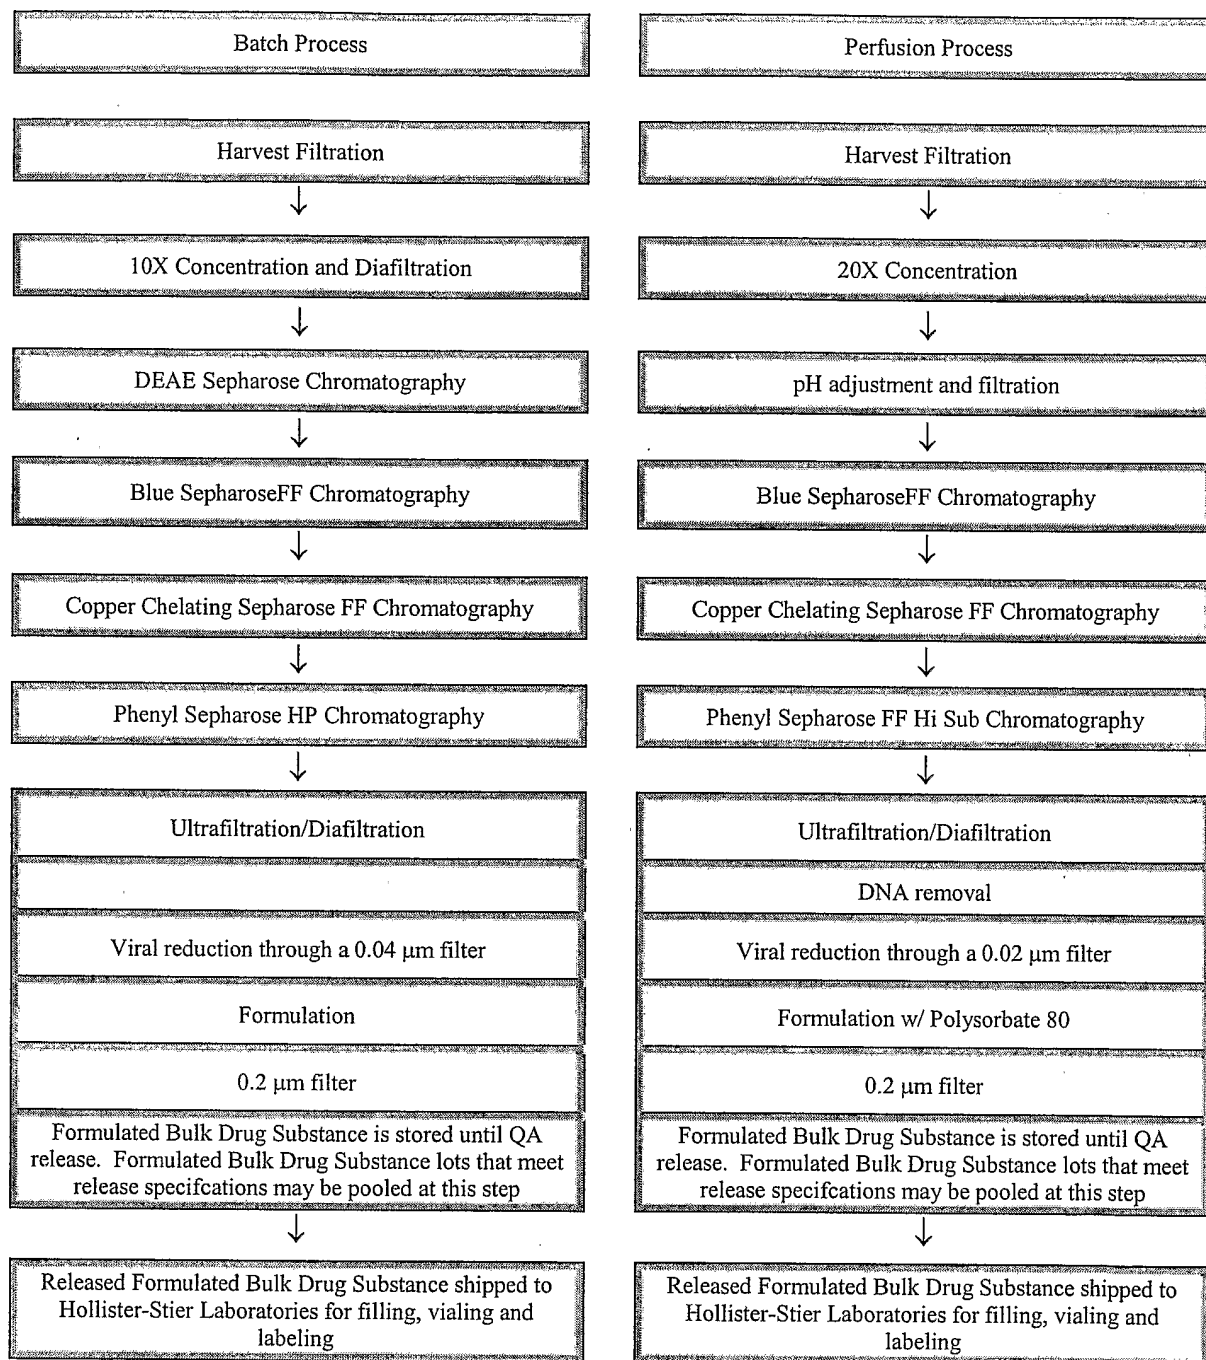 Batch Process
Harvest Filtration
↓
10X Concentration and Diafiltration
↓
DEAE Sepharose Chromatography
↓
Blue SepharoseFF Chromatography
↓
Copper Chelating Sepharose FF Chromatography
↓
Phenyl Sepharose HP Chromatography
↓
Ultrafiltration/Diafiltration
Viral reduction through a 0.04 µm filter
Formulation
0.2 µm filter
Formulated Bulk Drug Substance is stored until QA
release. Formulated Bulk Drug Substance lots that meet
release specifcations may be pooled at this step
↓
Released Formulated Bulk Drug Substance shipped to
Hollister-Stier Laboratories for filling, vialing and
labeling
Perfusion Process
Harvest Filtration
↓
20X Concentration
↓
pH adjustment and filtration
↓
Blue SepharoseFF Chromatography
↓
Copper Chelating Sepharose FF Chromatography
↓
Phenyl Sepharose FF Hi Sub Chromatography
↓
Ultrafiltration/Diafiltration
DNA removal
Viral reduction through a 0.02 µm filter
Formulation w/ Polysorbate 80
0.2 µm filter
Formulated Bulk Drug Substance is stored until QA
release. Formulated Bulk Drug Substance lots that meet
release specifcations may be pooled at this step
↓
Released Formulated Bulk Drug Substance shipped to
Hollister-Stier Laboratories for filling, vialing and
labeling